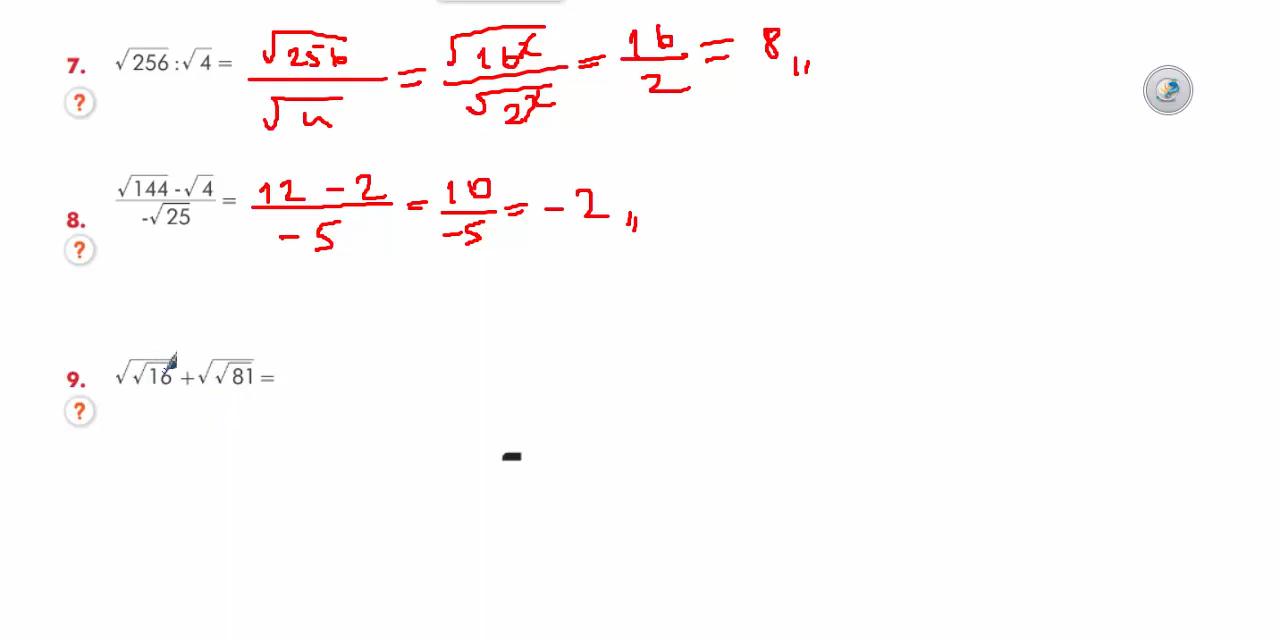 7. √256 : √4 = √256/√4 = √16²/√2² = 16/2 = 8,,
?
8. (√144 - √4)/(-√25) = (12 - 2)/(-5) = 10/-5 = -2,,
?
9. √√16 + √√81 =
?